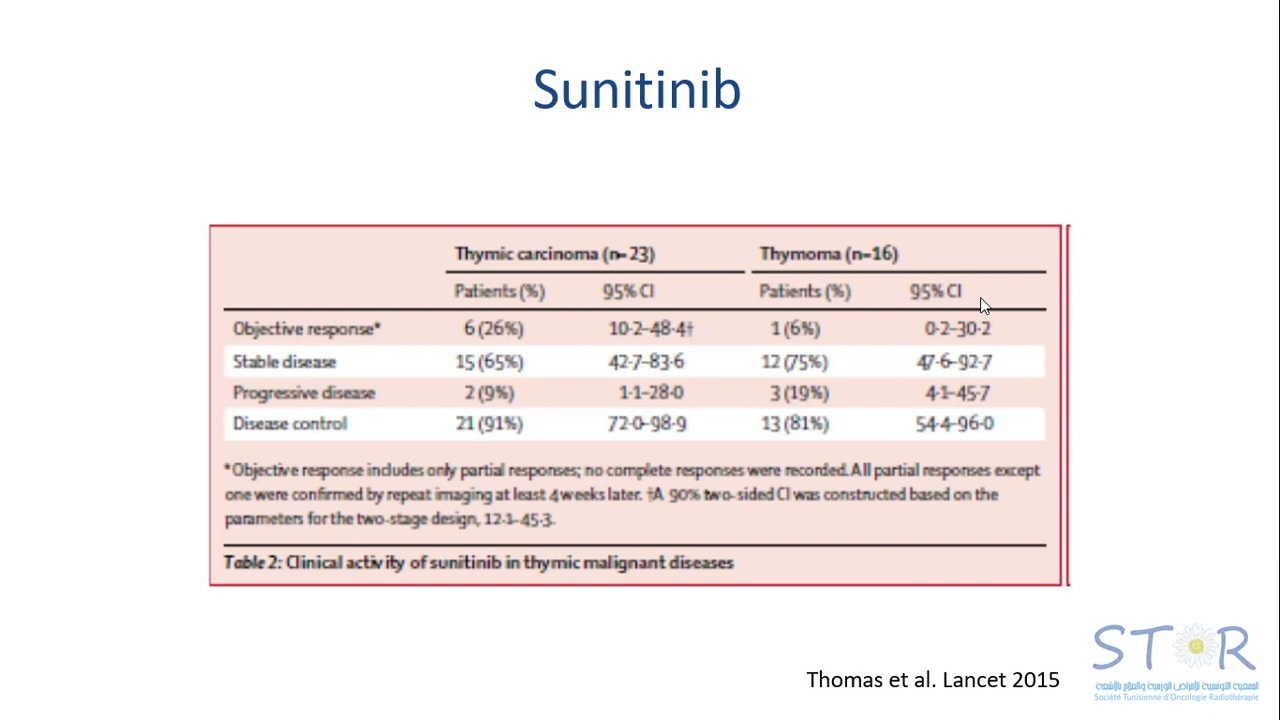 Sunitinib
Thymic carcinoma (n=23) Thymoma (n=16)
Patients (%) 95% CI Patients (%) 95% CI
Objective response* 6 (26%) 10·2–48·4† 1 (6%) 0·2–30·2
Stable disease 15 (65%) 42·7–83·6 12 (75%) 47·6–92·7
Progressive disease 2 (9%) 1·1–28·0 3 (19%) 4·1–45·7
Disease control 21 (91%) 72·0–98·9 13 (81%) 54·4–96·0
*Objective response includes only partial responses; no complete responses were recorded. All partial responses except
one were confirmed by repeat imaging at least 4 weeks later. †A 90% two-sided CI was constructed based on the
parameters for the two-stage design, 12·1–45·3.
Table 2: Clinical activity of sunitinib in thymic malignant diseases
Thomas et al. Lancet 2015
STOR
الجمعية التونسية لأمراض الورمية والعلاج بالأشعة
Société Tunisienne d'Oncologie Radiothérapie